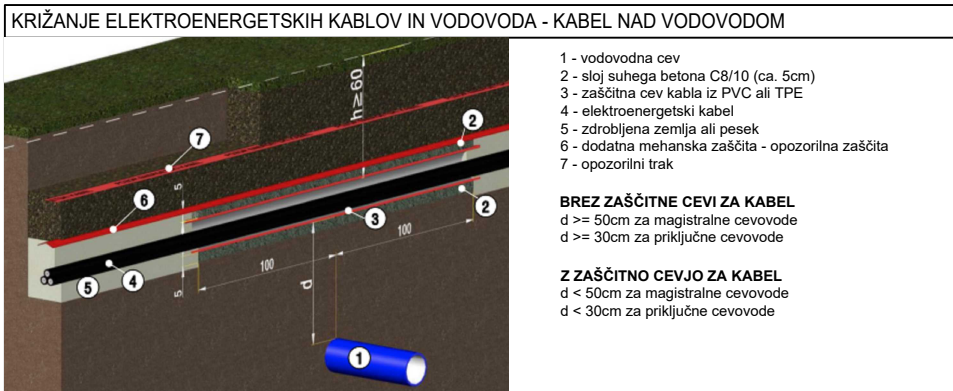 KRIŽANJE ELEKTROENERGETSKIH KABLOV IN VODOVODA - KABEL NAD VODOVODOM
h≥60
7
2
5
6
3
2
100
100
4
5
5
d
1
1 - vodovodna cev
2 - sloj suhega betona C8/10 (ca. 5cm)
3 - zaščitna cev kabla iz PVC ali TPE
4 - elektroenergetski kabel
5 - zdrobljena zemlja ali pesek
6 - dodatna mehanska zaščita - opozorilna zaščita
7 - opozorilni trak
BREZ ZAŠČITNE CEVI ZA KABEL
d >= 50cm za magistralne cevovode
d >= 30cm za priključne cevovode
Z ZAŠČITNO CEVJO ZA KABEL
d < 50cm za magistralne cevovode
d < 30cm za priključne cevovode